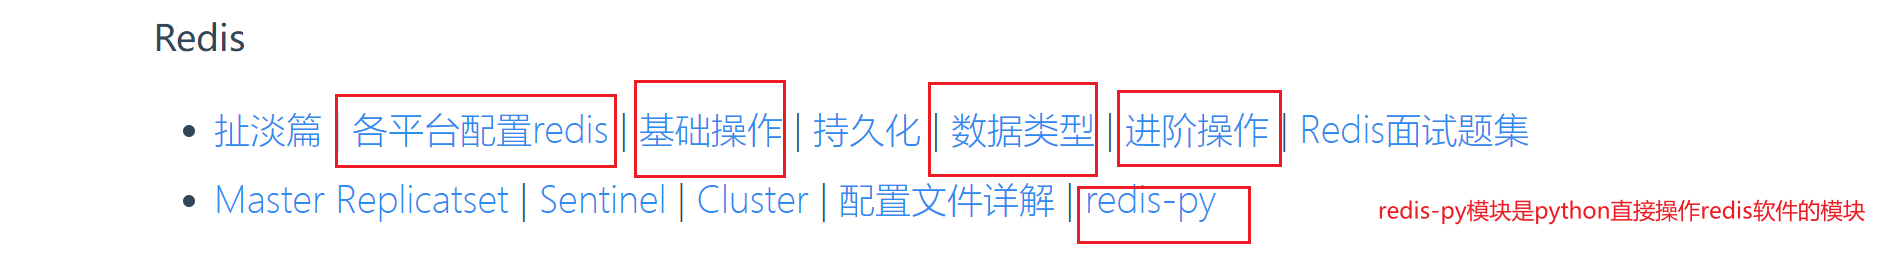 Redis
扯淡篇 | 各平台配置redis | 基础操作 | 持久化 | 数据类型 | 进阶操作 | Redis面试题集
Master Replicatset | Sentinel | Cluster | 配置文件详解 | redis-py
redis-py模块是python直接操作redis软件的模块